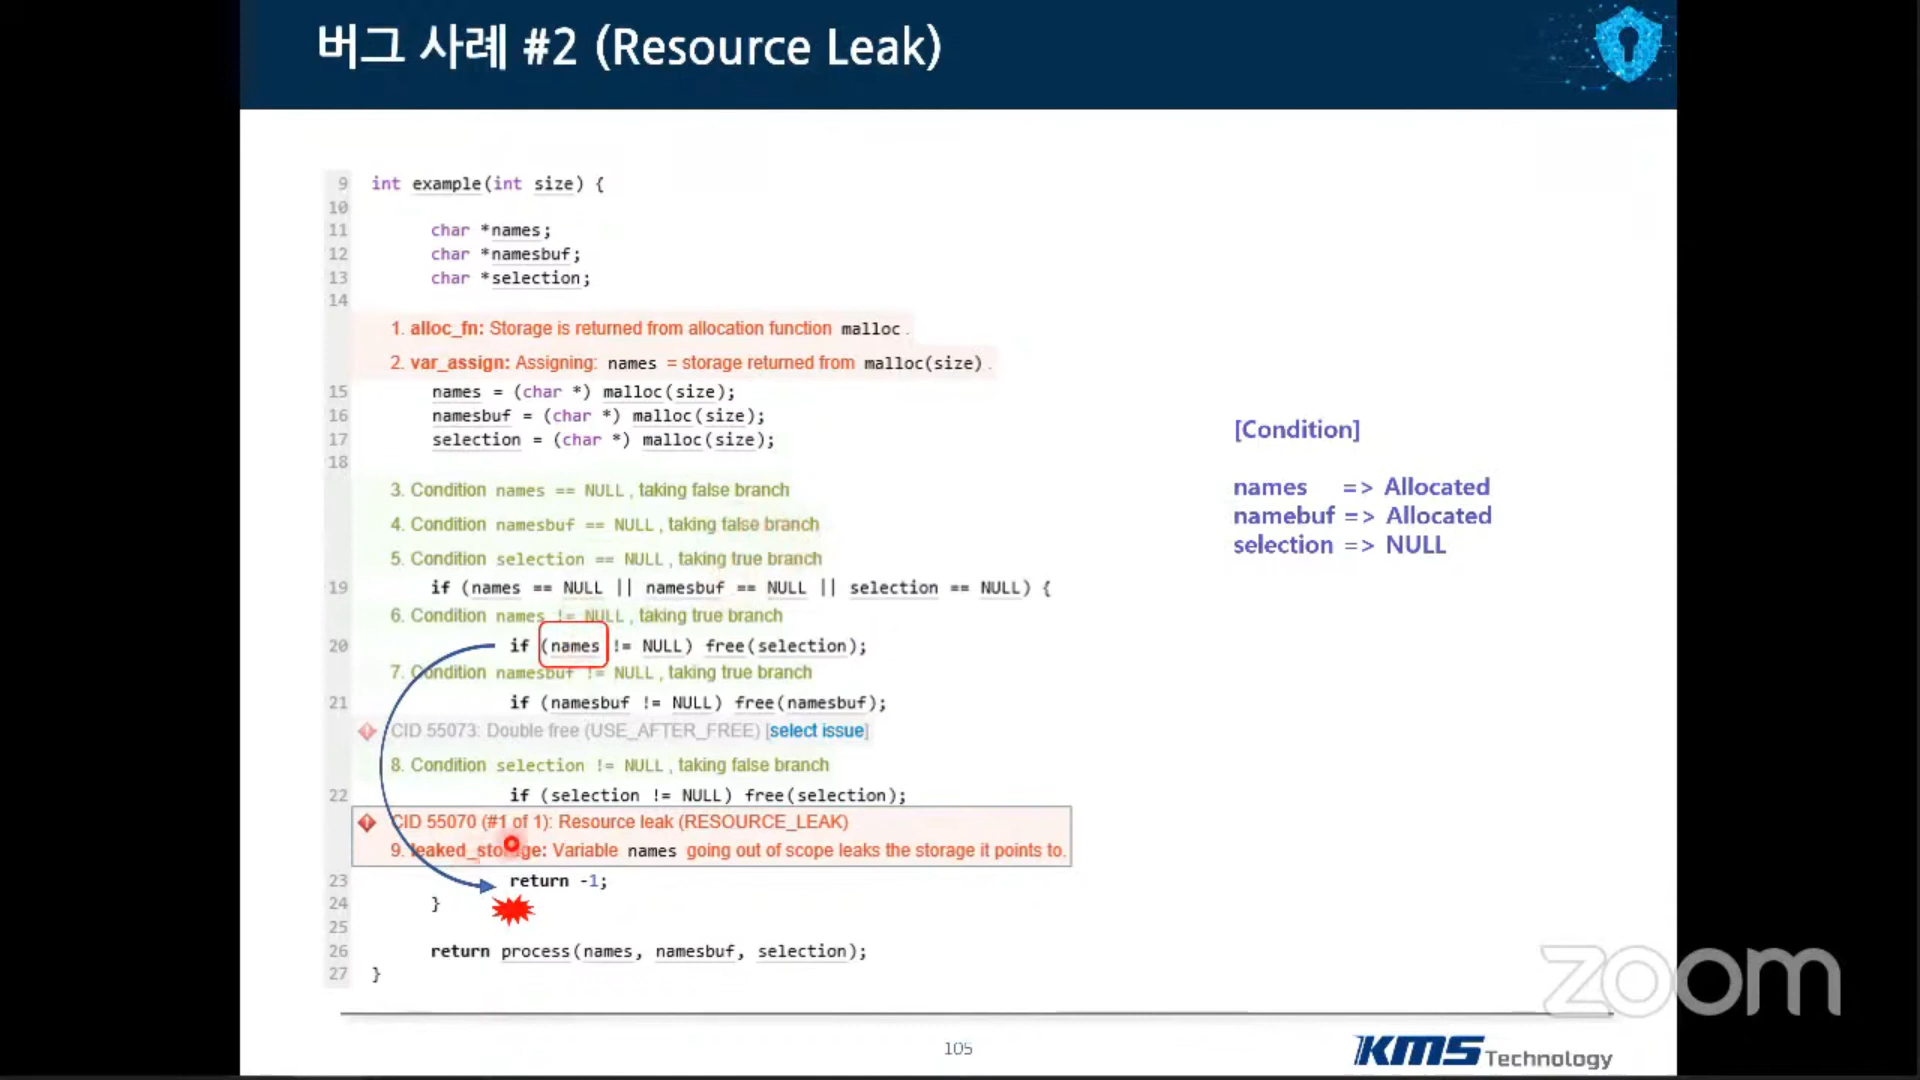 버그 사례 #2 (Resource Leak)
9 int example(int size) {
10
11 char *names;
12 char *namesbuf;
13 char *selection;
14
1. alloc_fn: Storage is returned from allocation function malloc .
2. var_assign: Assigning: names = storage returned from malloc(size) .
15 names = (char *) malloc(size);
16 namesbuf = (char *) malloc(size);
17 selection = (char *) malloc(size);
18
3. Condition names == NULL , taking false branch
4. Condition namesbuf == NULL , taking false branch
5. Condition selection == NULL , taking true branch
19 if (names == NULL || namesbuf == NULL || selection == NULL) {
6. Condition names != NULL , taking true branch
20 if (names != NULL) free(selection);
7. Condition namesbuf != NULL , taking true branch
21 if (namesbuf != NULL) free(namesbuf);
CID 55073: Double free (USE_AFTER_FREE) [select issue]
8. Condition selection != NULL , taking false branch
22 if (selection != NULL) free(selection);
CID 55070 (#1 of 1): Resource leak (RESOURCE_LEAK)
9. leaked_storage: Variable names going out of scope leaks the storage it points to.
23 return -1;
24 }
25
26 return process(names, namesbuf, selection);
27 }
[Condition]
names => Allocated
namebuf => Allocated
selection => NULL
zoom
105
KMS Technology